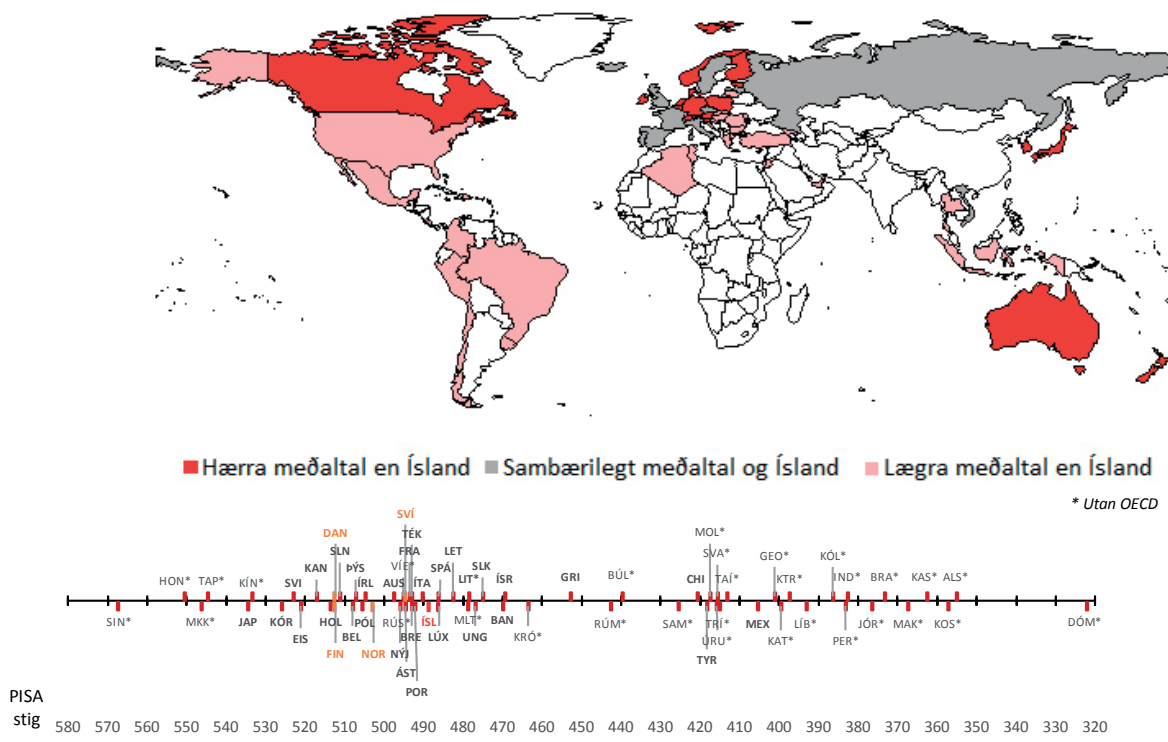 Hærra meðaltal en Ísland Sambærilegt meðaltal og Ísland Lægra meðaltal en Ísland
* Utan OECD
SVÍ
DAN TÉK MOL*
SLN FRA LET SVA* GEO* KÓL*
HON* TAP* KÍN* SVI KAN ÞÝS ÍRL AUS VÍE* ÍTA SPÁ LIT* SLK ÍSR GRI BÚL* CHI TAÍ* KTR* IND* BRA* KAS* ALS*
SIN* MKK* JAP KÓR HOL PÓL RÚS* ÍSL MLT* BAN RÚM* SAM* TRÍ* MEX LÍB* JÓR* MAK* KOS* DÓM*
EIS BEL BRE LÚX UNG KRÓ* ÚRU* KAT* PER*
FIN NOR NÝJ TYR
ÁST
POR
PISA
stig
580 570 560 550 540 530 520 510 500 490 480 470 460 450 440 430 420 410 400 390 380 370 360 350 340 330 320